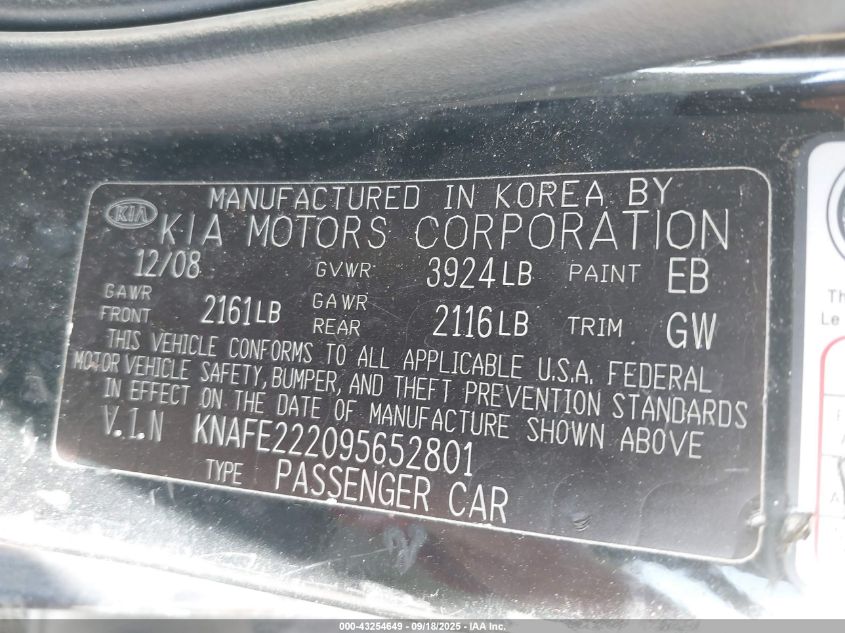 MANUFACTURED IN KOREA BY
KIA KIA MOTORS CORPORATION
12/08 GVWR 3924LB PAINT EB
GAWR FRONT 2161LB GAWR REAR 2116LB TRIM GW
THIS VEHICLE CONFORMS TO ALL APPLICABLE U.S.A. FEDERAL
MOTOR VEHICLE SAFETY, BUMPER, AND THEFT PREVENTION STANDARDS
IN EFFECT ON THE DATE OF MANUFACTURE SHOWN ABOVE
V.I.N KNAFE222095652801
TYPE PASSENGER CAR
Th
Le
000-43254649 - 09/18/2025 - IAA Inc.